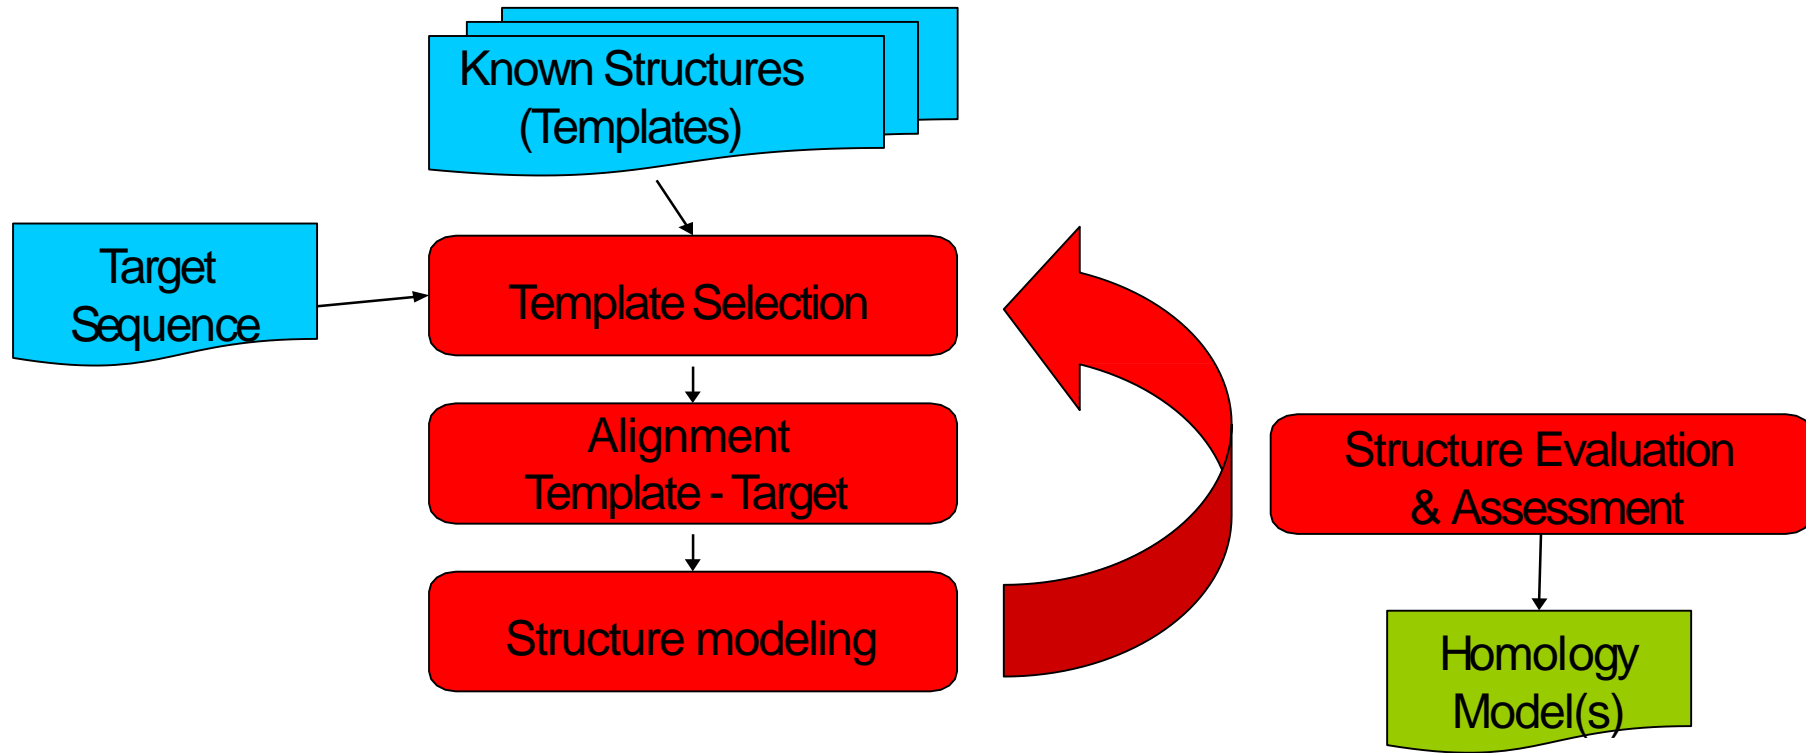 Known Structures
(Templates)
Target
Sequence
Template Selection
Alignment
Template - Target
Structure modeling
Structure Evaluation
& Assessment
Homology
Model(s)